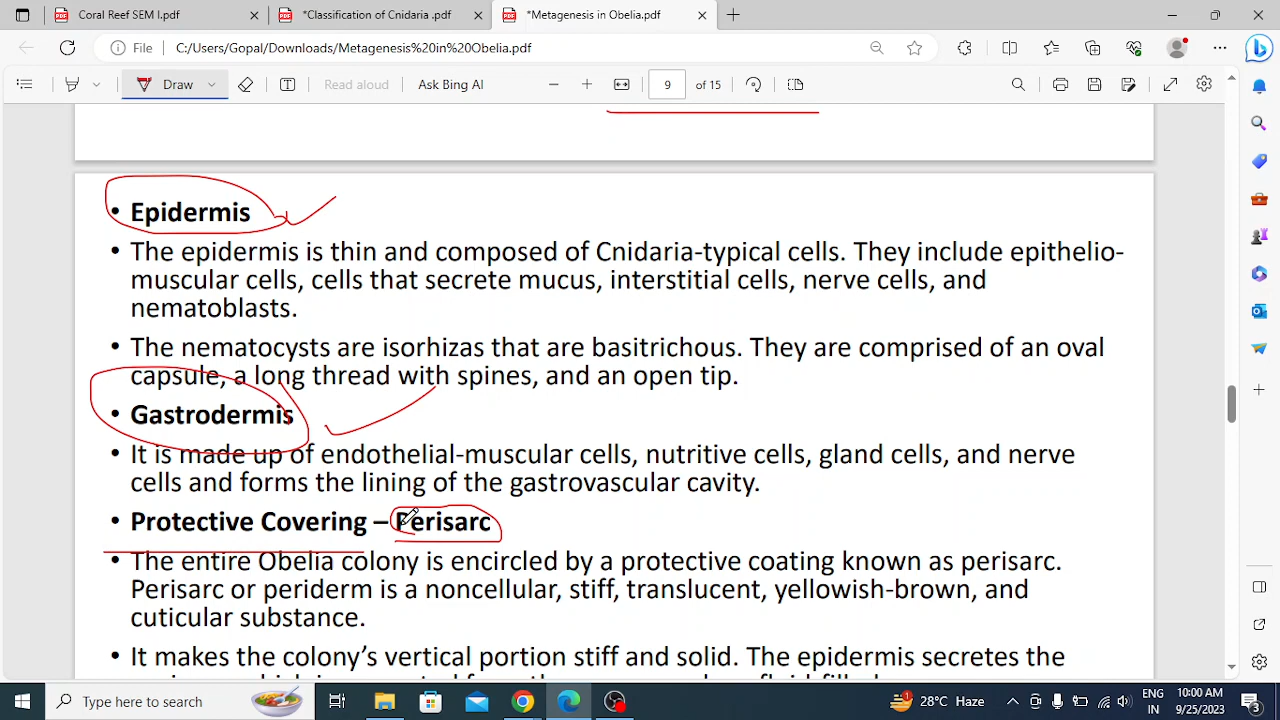 Coral Reef SEM I.pdf
*Classification of Cnidaria .pdf
*Metagenesis in Obelia.pdf
File
C:/Users/Gopal/Downloads/Metagenesis%20in%20Obelia.pdf
Draw
Read aloud
Ask Bing AI
9
of 15
• Epidermis
• The epidermis is thin and composed of Cnidaria-typical cells. They include epithelio-
muscular cells, cells that secrete mucus, interstitial cells, nerve cells, and
nematoblasts.
• The nematocysts are isorhizas that are basitrichous. They are comprised of an oval
capsule, a long thread with spines, and an open tip.
• Gastrodermis
• It is made up of endothelial-muscular cells, nutritive cells, gland cells, and nerve
cells and forms the lining of the gastrovascular cavity.
• Protective Covering – Perisarc
• The entire Obelia colony is encircled by a protective coating known as perisarc.
Perisarc or periderm is a noncellular, stiff, translucent, yellowish-brown, and
cuticular substance.
• It makes the colony’s vertical portion stiff and solid. The epidermis secretes the
Type here to search
1
28°C Haze
ENG
IN
10:00 AM
9/25/2023
3